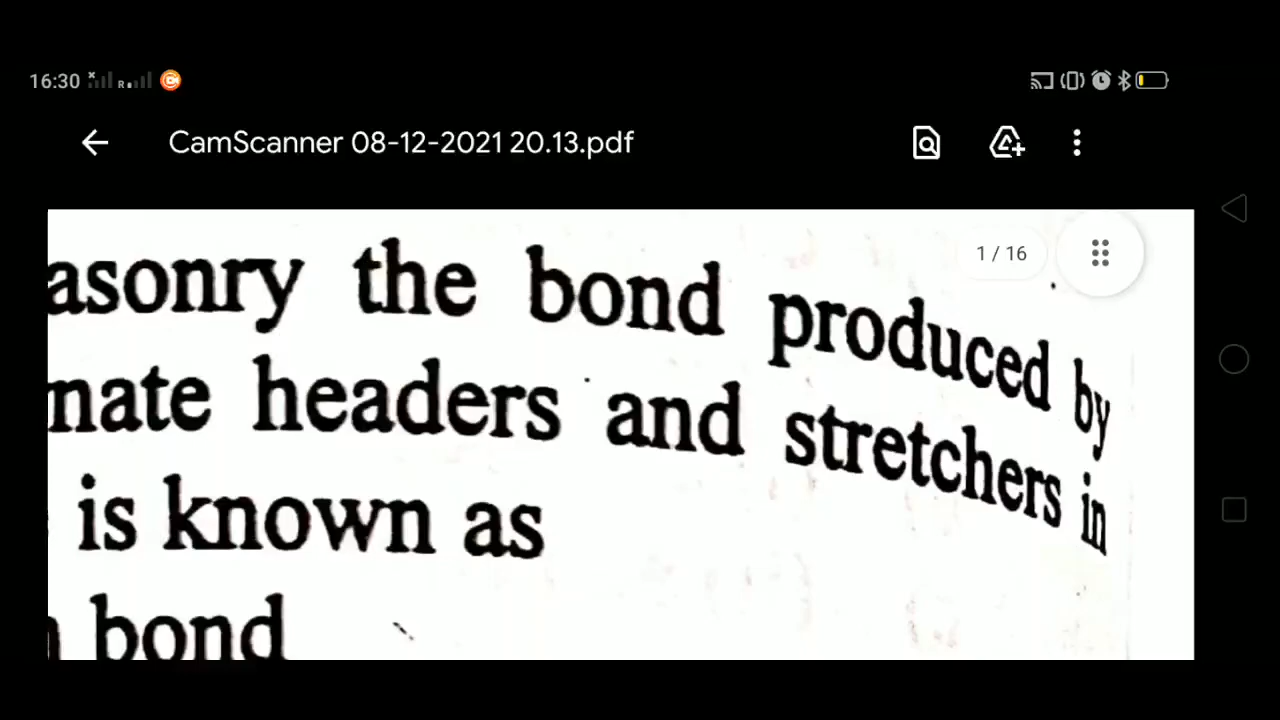 16:30 R
CamScanner 08-12-2021 20.13.pdf
1 / 16
asonry the bond produced by
mate headers and stretchers in
is known as
bond